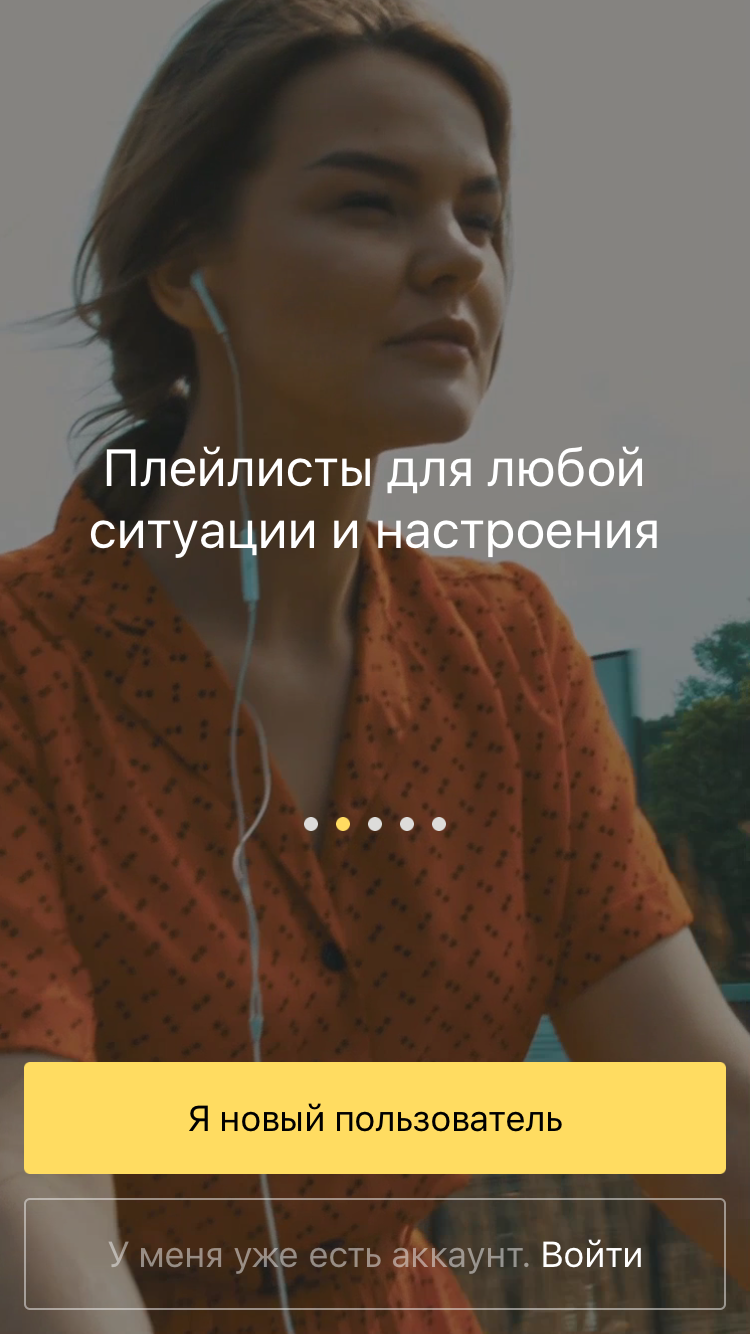 Плейлисты для любой
ситуации и настроения
Я новый пользователь
У меня уже есть аккаунт. Войти